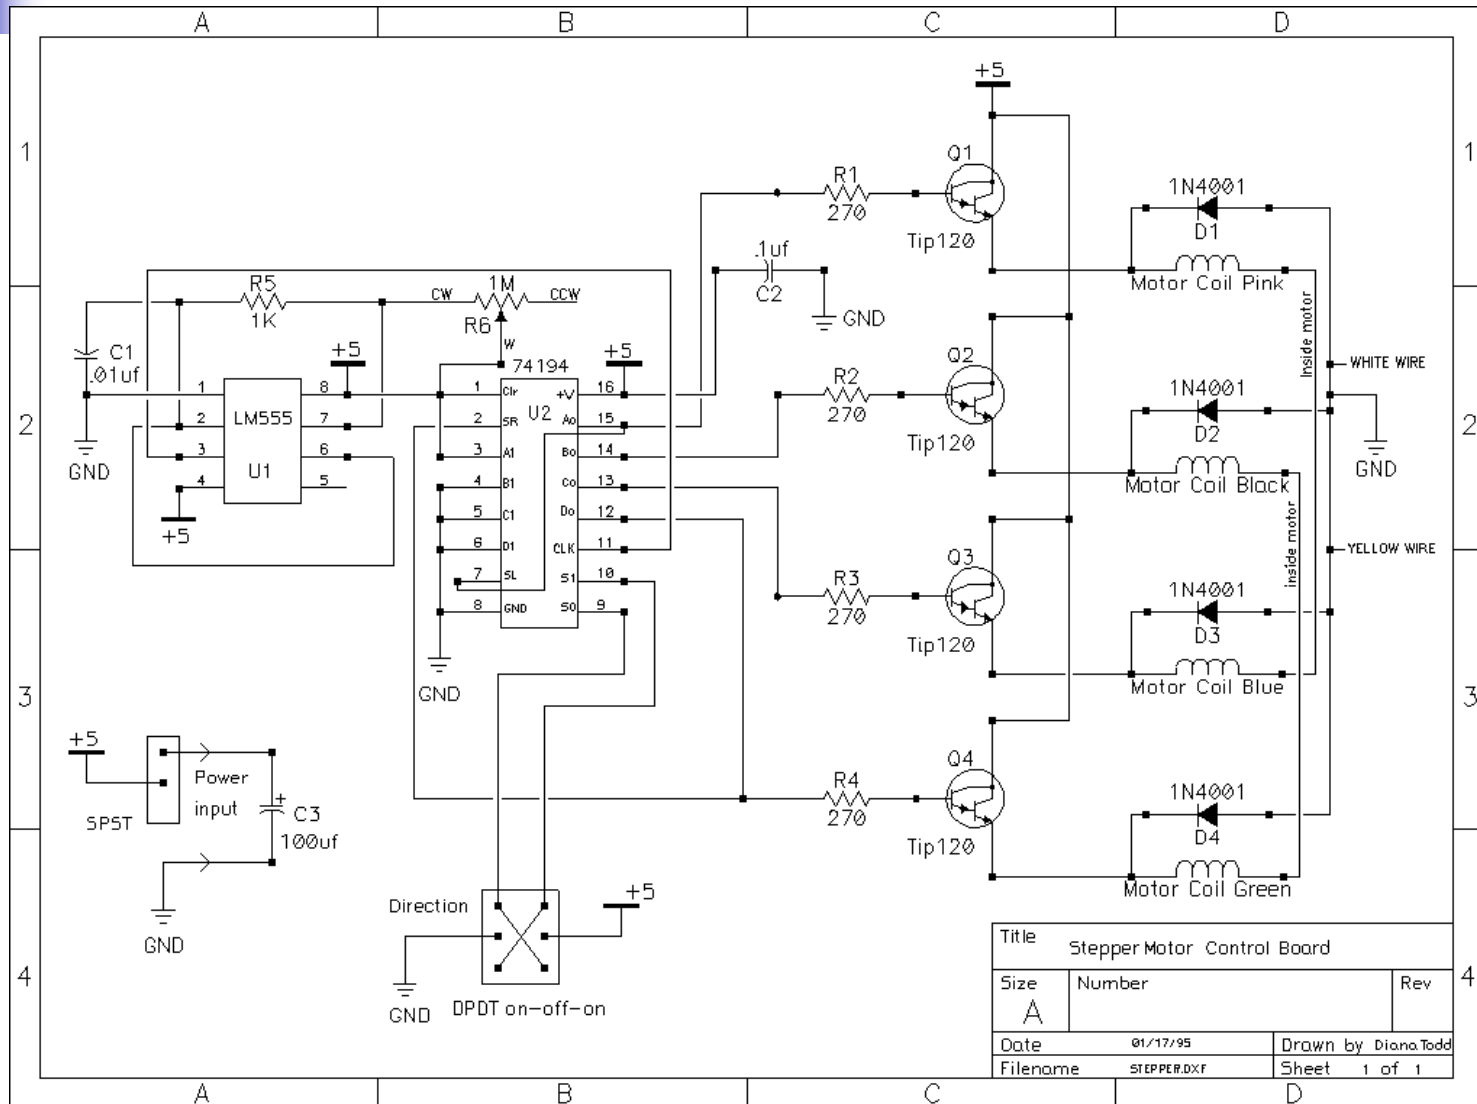 A B C D
1
2
3
4
+5
Q1
R1
270
Tip120
1N4001
D1
Motor Coil Pink
.1uf
C2
GND
R5
1K
CW
1M
CCW
R6
W
C1
.01uf
GND
+5
1 8
2 LM555 7
3 6
4 U1 5
+5
74194
+5
1 Clr +V 16
2 SR U2 Ao 15
3 A1 Bo 14
4 B1 Co 13
5 C1 Do 12
6 D1 CLK 11
7 SL S1 10
8 GND S0 9
GND
Q2
R2
270
Tip120
1N4001
D2
Motor Coil Black
Inside motor
WHITE WIRE
GND
inside motor
YELLOW WIRE
Q3
R3
270
Tip120
1N4001
D3
Motor Coil Blue
Q4
R4
270
Tip120
1N4001
D4
Motor Coil Green
+5
Power
input
SPST
+
C3
100uf
GND
Direction
+5
GND
DPDT on-off-on
Title
Stepper Motor Control Board
Size Number Rev
A
Date 01/17/95 Drawn by Diana Todd
Filename STEPPER.DXF Sheet 1 of 1
1
2
3
4
A B C D